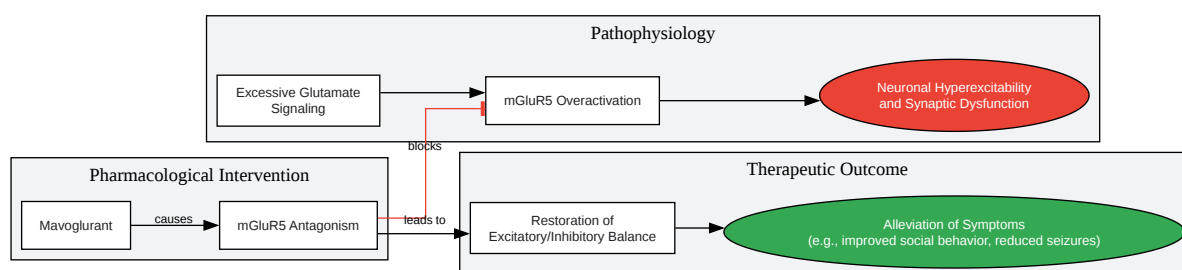 Pathophysiology
Excessive Glutamate
Signaling
mGluR5 Overactivation
Neuronal Hyperexcitability
and Synaptic Dysfunction
blocks
Pharmacological Intervention
Mavoglurant
causes
mGluR5 Antagonism
leads to
Therapeutic Outcome
Restoration of
Excitatory/Inhibitory Balance
Alleviation of Symptoms
(e.g., improved social behavior, reduced seizures)